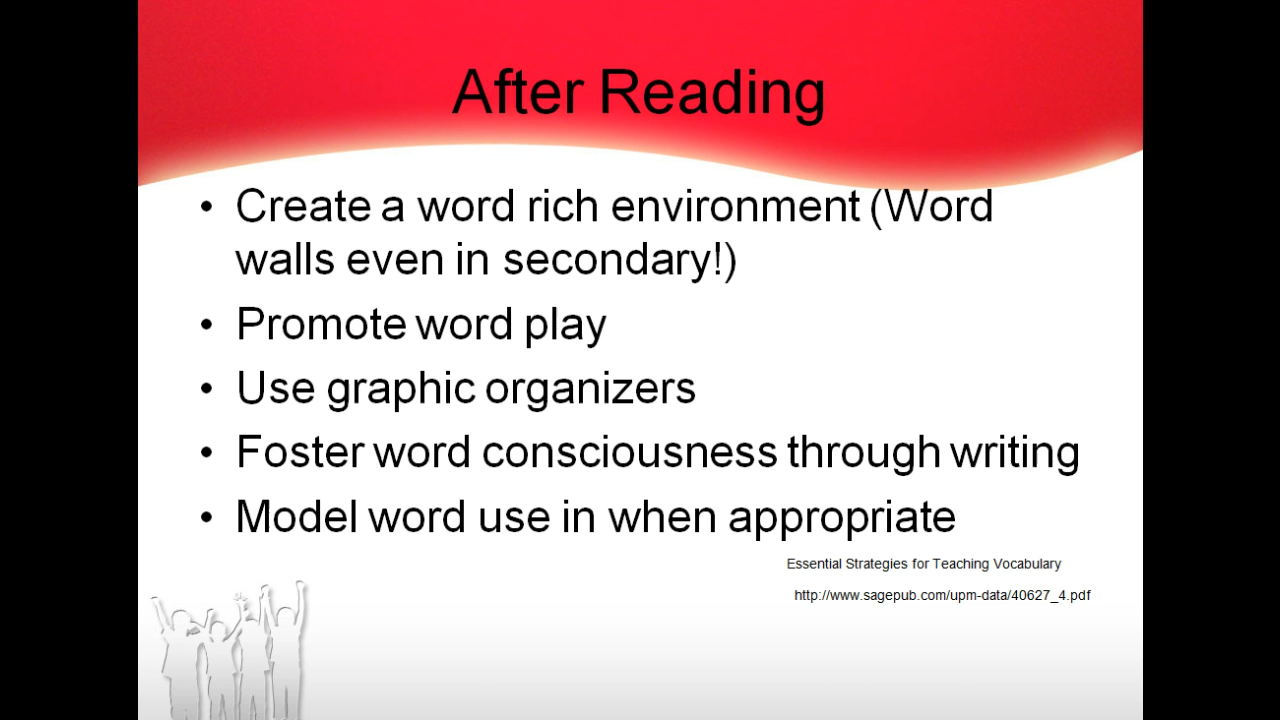 After Reading
• Create a word rich environment (Word
walls even in secondary!)
• Promote word play
• Use graphic organizers
• Foster word consciousness through writing
• Model word use in when appropriate
Essential Strategies for Teaching Vocabulary
http://www.sagepub.com/upm-data/40627_4.pdf